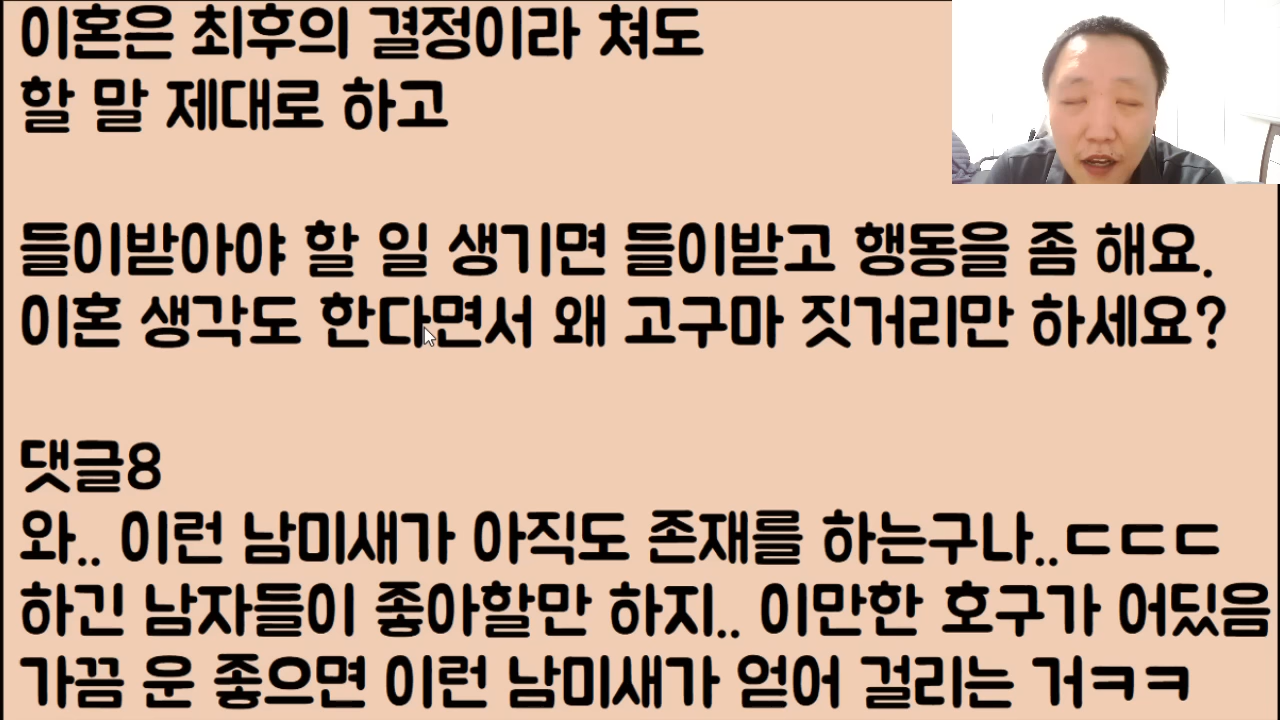 이혼은 최후의 결정이라 쳐도
할 말 제대로 하고
들이받아야 할 일 생기면 들이받고 행동을 좀 해요.
이혼 생각도 한다면서 왜 고구마 짓거리만 하세요?
댓글8
와.. 이런 남미새가 아직도 존재를 하는구나..ㄷㄷㄷ
하긴 남자들이 좋아할만 하지.. 이만한 호구가 어딨음
가끔 운 좋으면 이런 남미새가 얻어 걸리는 거ㅋㅋ